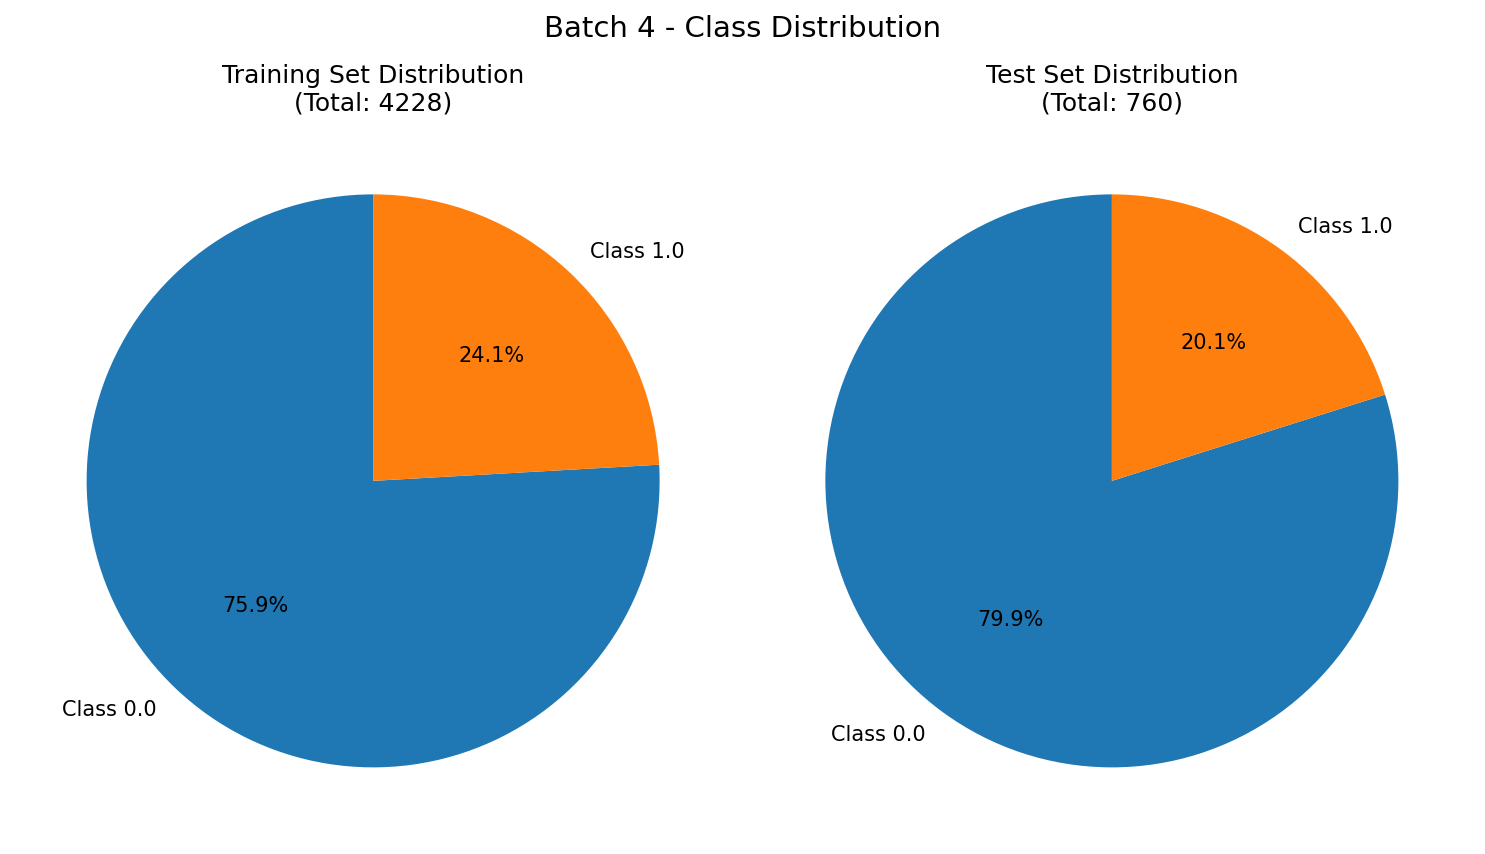 Batch 4 - Class Distribution
Training Set Distribution
(Total: 4228)
Class 1.0
24.1%
75.9%
Class 0.0
Test Set Distribution
(Total: 760)
Class 1.0
20.1%
79.9%
Class 0.0